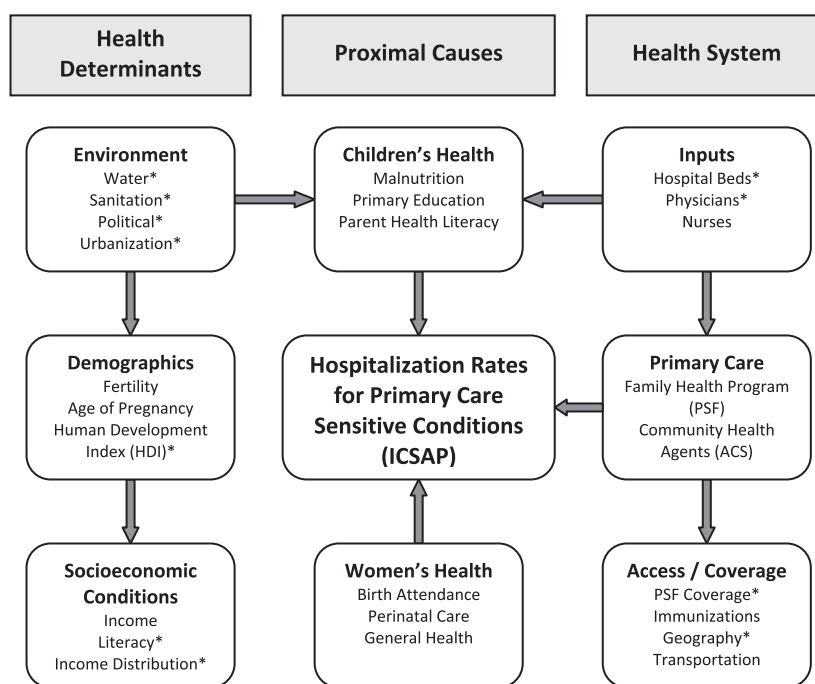 Health
Determinants
Proximal Causes
Health System
Environment
Water*
Sanitation*
Political*
Urbanization*
Children's Health
Malnutrition
Primary Education
Parent Health Literacy
Inputs
Hospital Beds*
Physicians*
Nurses
Demographics
Fertility
Age of Pregnancy
Human Development
Index (HDI)*
Hospitalization Rates
for Primary Care
Sensitive Conditions
(ICSAP)
Primary Care
Family Health Program
(PSF)
Community Health
Agents (ACS)
Socioeconomic
Conditions
Income
Literacy*
Income Distribution*
Women's Health
Birth Attendance
Perinatal Care
General Health
Access / Coverage
PSF Coverage*
Immunizations
Geography*
Transportation